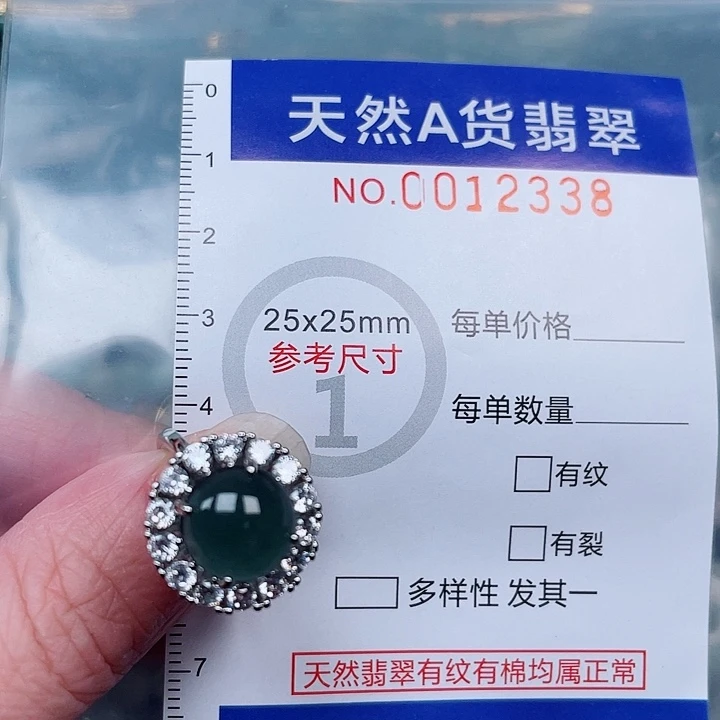 天然A货翡翠
NO.0012338
0
1
2
3
4
7
25x25mm
参考尺寸
1
每单价格
每单数量
有纹
有裂
多样性 发其一
天然翡翠有纹有棉均属正常